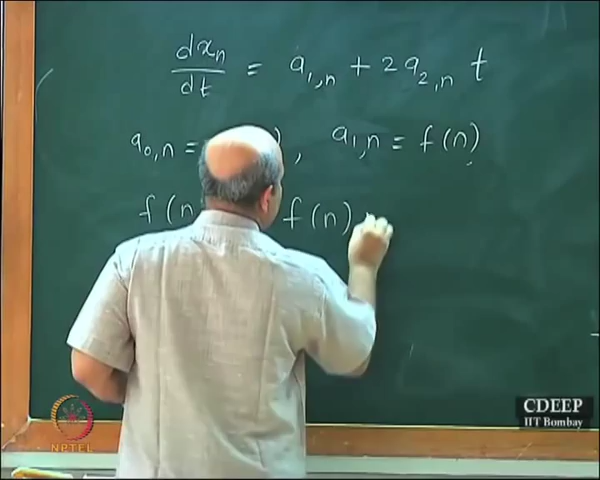 dx_n/dt = a_{1,n} + 2 a_{2,n} t
a_{0,n} = ) , a_{1,n} = f(n)
f(n f(n)
CDEEP
IIT Bombay
NPTEL